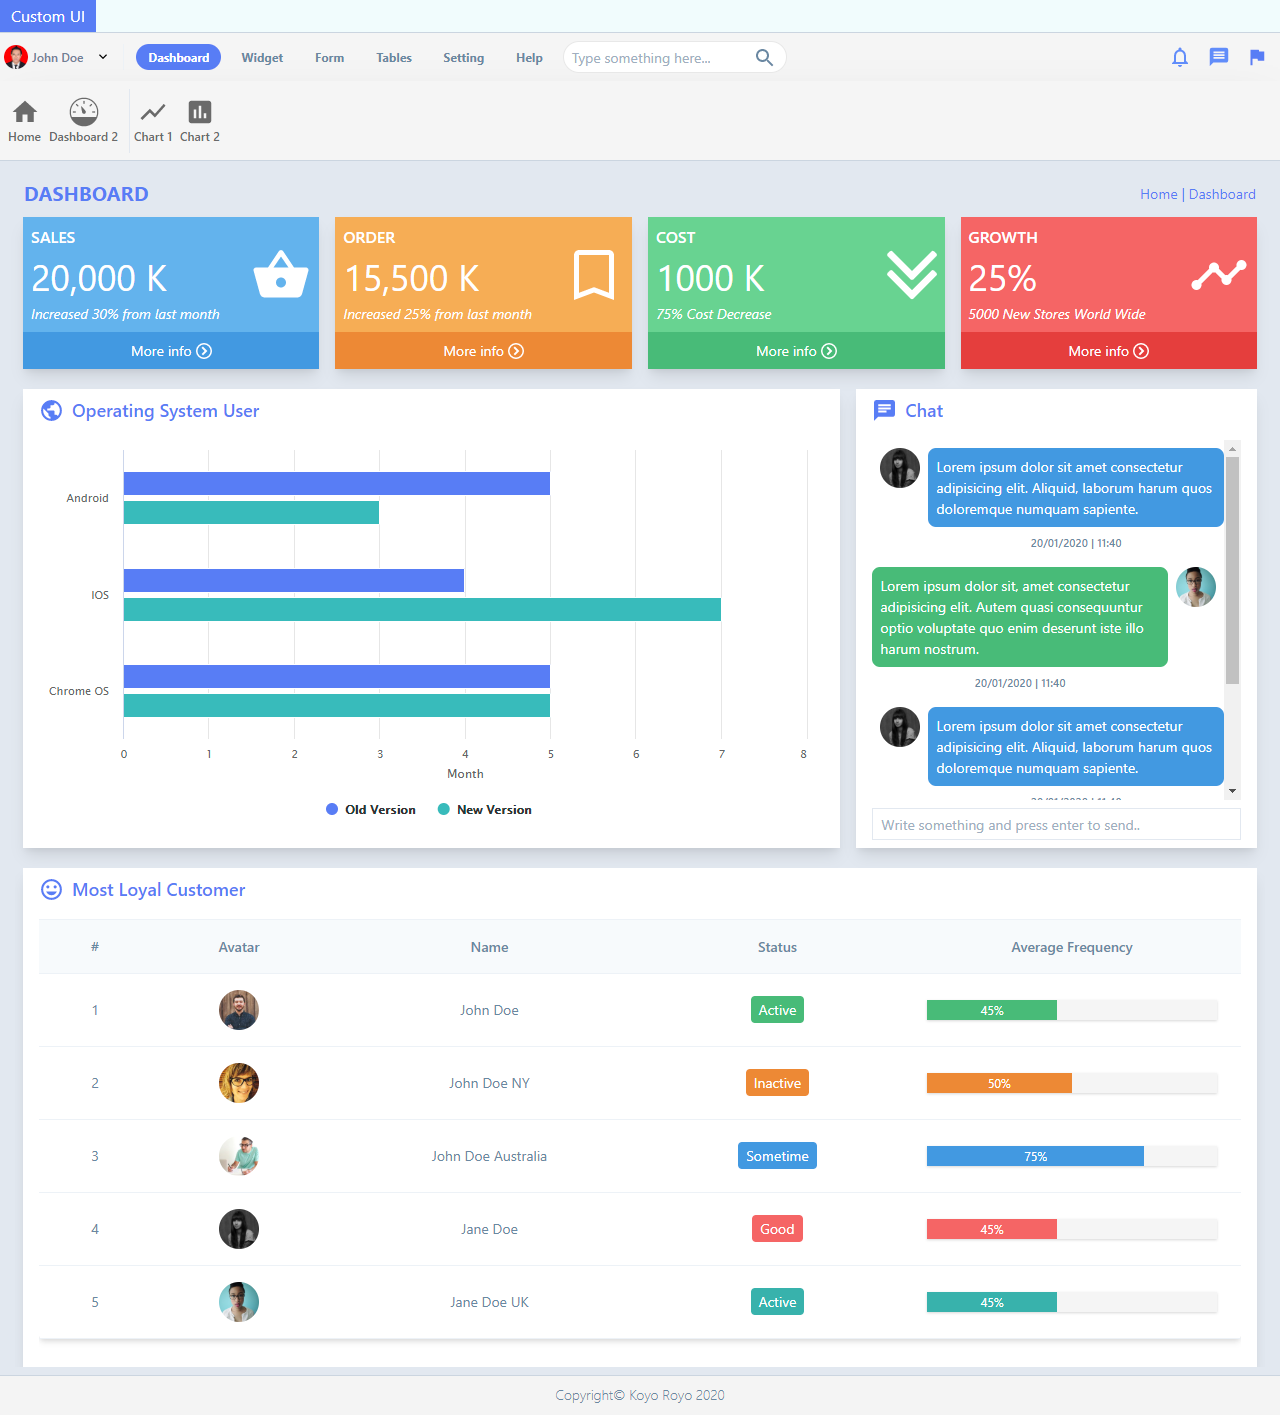 Custom UI
John Doe
Dashboard Widget Form Tables Setting Help Type something here...
Home Dashboard 2 Chart 1 Chart 2
DASHBOARD
Home | Dashboard
SALES
20,000 K
Increased 30% from last month
More info
ORDER
15,500 K
Increased 25% from last month
More info
COST
1000 K
75% Cost Decrease
More info
GROWTH
25%
5000 New Stores World Wide
More info
Operating System User
Android
IOS
Chrome OS
0 1 2 3 4 5 6 7 8
Month
Old Version New Version
Chat
Lorem ipsum dolor sit amet consectetur
adipisicing elit. Aliquid, laborum harum quos
doloremque numquam sapiente.
20/01/2020 | 11:40
Lorem ipsum dolor sit, amet consectetur
adipisicing elit. Autem quasi consequuntur
optio voluptate quo enim deserunt iste illo
harum nostrum.
20/01/2020 | 11:40
Lorem ipsum dolor sit amet consectetur
adipisicing elit. Aliquid, laborum harum quos
doloremque numquam sapiente.
Write something and press enter to send..
Most Loyal Customer
# Avatar Name Status Average Frequency
1 John Doe Active 45%
2 John Doe NY Inactive 50%
3 John Doe Australia Sometime 75%
4 Jane Doe Good 45%
5 Jane Doe UK Active 45%
Copyright© Koyo Royo 2020